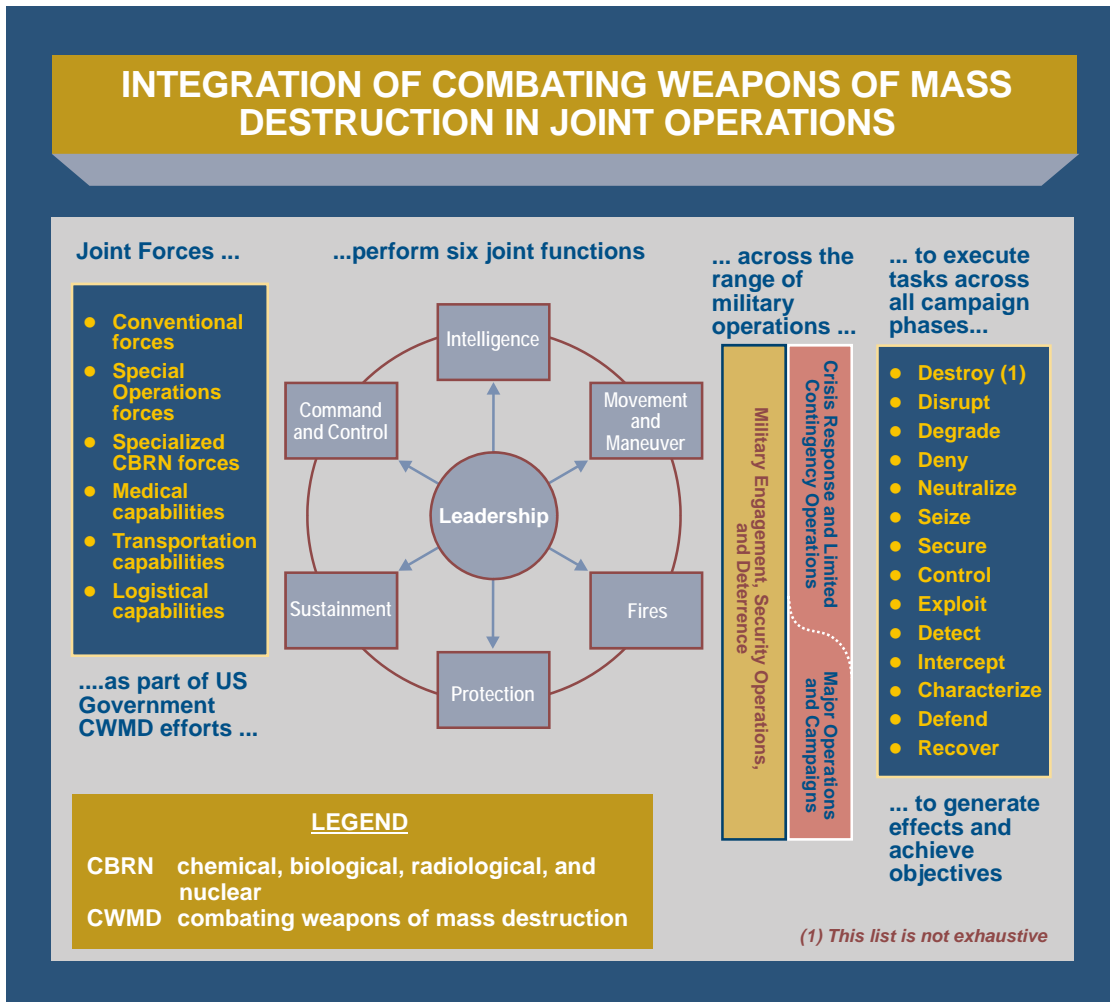 INTEGRATION OF COMBATING WEAPONS OF MASS
DESTRUCTION IN JOINT OPERATIONS
Joint Forces ...
● Conventional
forces
● Special
Operations
forces
● Specialized
CBRN forces
● Medical
capabilities
● Transportation
capabilities
● Logistical
capabilities
....as part of US
Government
CWMD efforts ...
...perform six joint functions
Intelligence
Movement
and
Maneuver
Fires
Protection
Sustainment
Command
and Control
Leadership
... across the
range of
military
operations ...
Military Engagement, Security Operations,
and Deterrence
Crisis Response and Limited
Contingency Operations
Major Operations
and Campaigns
... to execute
tasks across
all campaign
phases...
● Destroy (1)
● Disrupt
● Degrade
● Deny
● Neutralize
● Seize
● Secure
● Control
● Exploit
● Detect
● Intercept
● Characterize
● Defend
● Recover
... to generate
effects and
achieve
objectives
LEGEND
CBRN chemical, biological, radiological, and
nuclear
CWMD combating weapons of mass destruction
(1) This list is not exhaustive